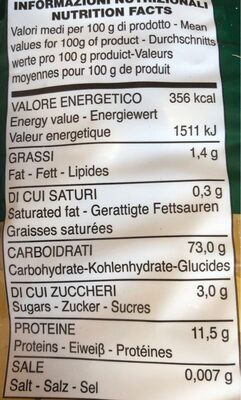 INFORMAZIONI NUTRIZIONALI
NUTRITION FACTS
Valori medi per 100 g di prodotto - Mean
values for 100g of product - Durchschnitts
werte pro 100 g produict-Valeurs
moyennes pour 100 g de produit
VALORE ENERGETICO 356 kcal
Energy value - Energiewert
Valeur energetique 1511 kJ
GRASSI 1,4 g
Fat - Fett - Lipides
DI CUI SATURI 0,3 g
Saturated fat - Gerattigte Fettsauren
Graisses saturées
CARBOIDRATI 73,0 g
Carbohydrate-Kohlenhydrate-Glucides
DI CUI ZUCCHERI 3,0 g
Sugars - Zucker - Sucres
PROTEINE 11,5 g
Proteins - Eiweiβ - Protéines
SALE 0,007 g
Salt - Salz - Sel